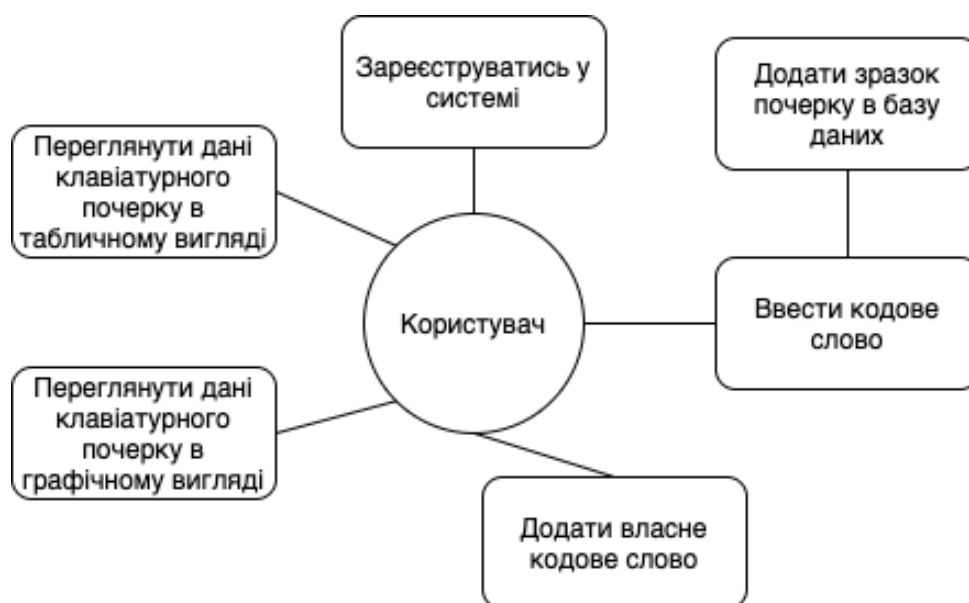 Зареєструватись у
системі
Додати зразок
почерку в базу
даних
Переглянути дані
клавіатурного
почерку в
табличному вигляді
Користувач
Ввести кодове
слово
Переглянути дані
клавіатурного
почерку в
графічному вигляді
Додати власне
кодове слово